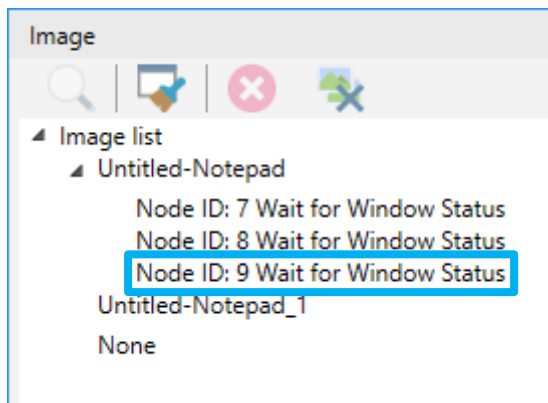 Image
Image list
Untitled-Notepad
Node ID: 7 Wait for Window Status
Node ID: 8 Wait for Window Status
Node ID: 9 Wait for Window Status
Untitled-Notepad_1
None